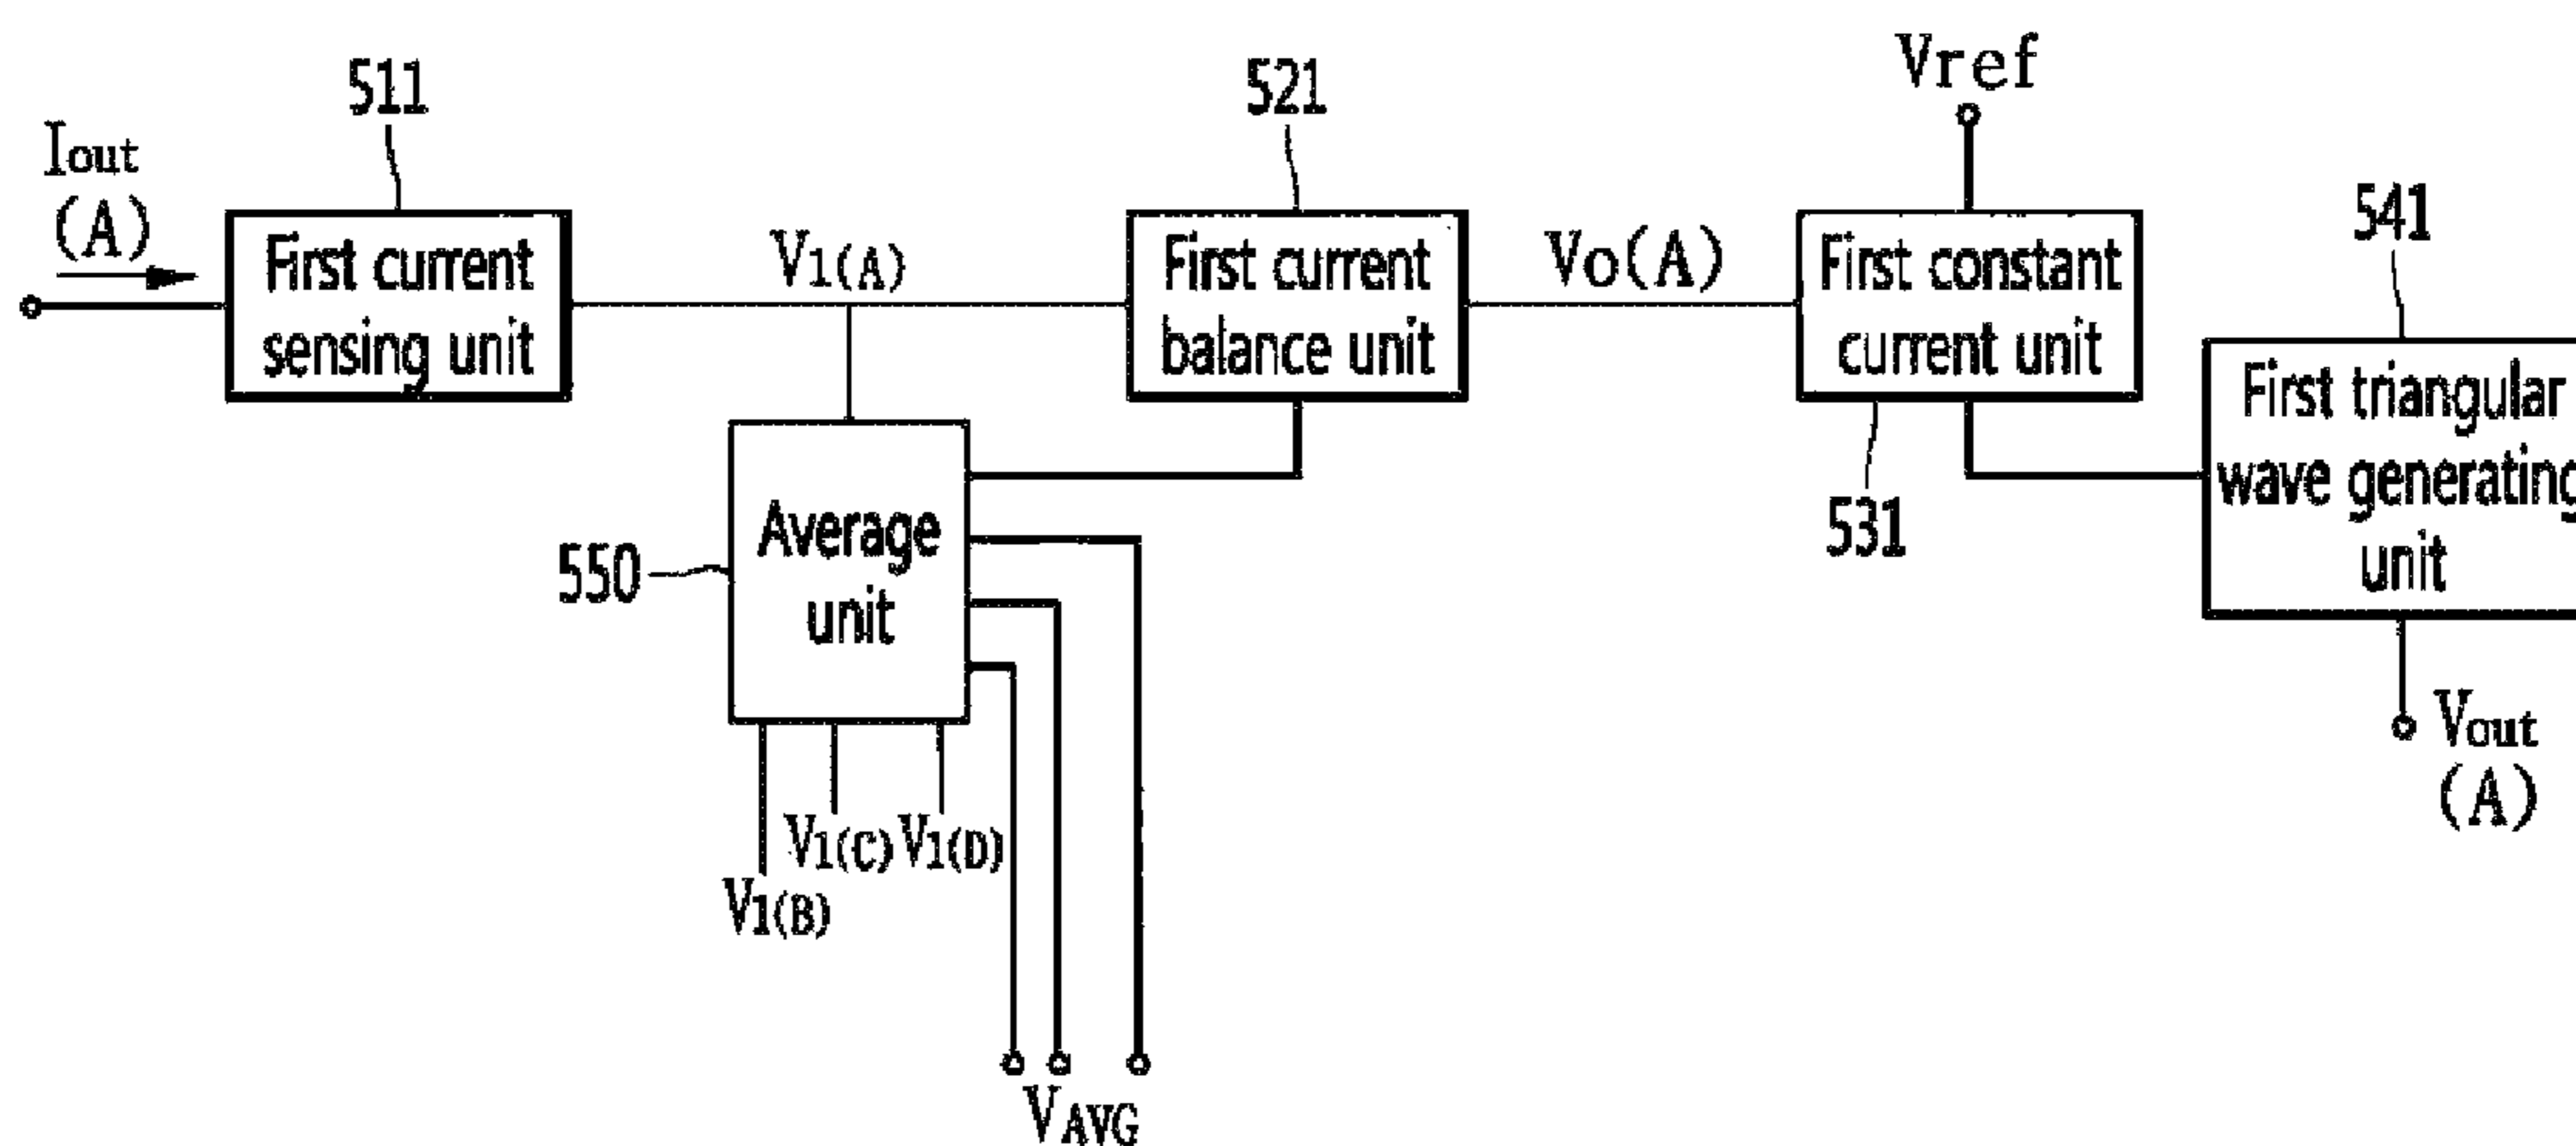 511
521
Vref
Iout
(A)
541
First current
sensing unit
V1(A)
First current
balance unit
Vo(A)
First constant
current unit
First triangular
wave generating
unit
550
Average
unit
531
V1(B)
V1(C)
V1(D)
Vout
(A)
VAVG